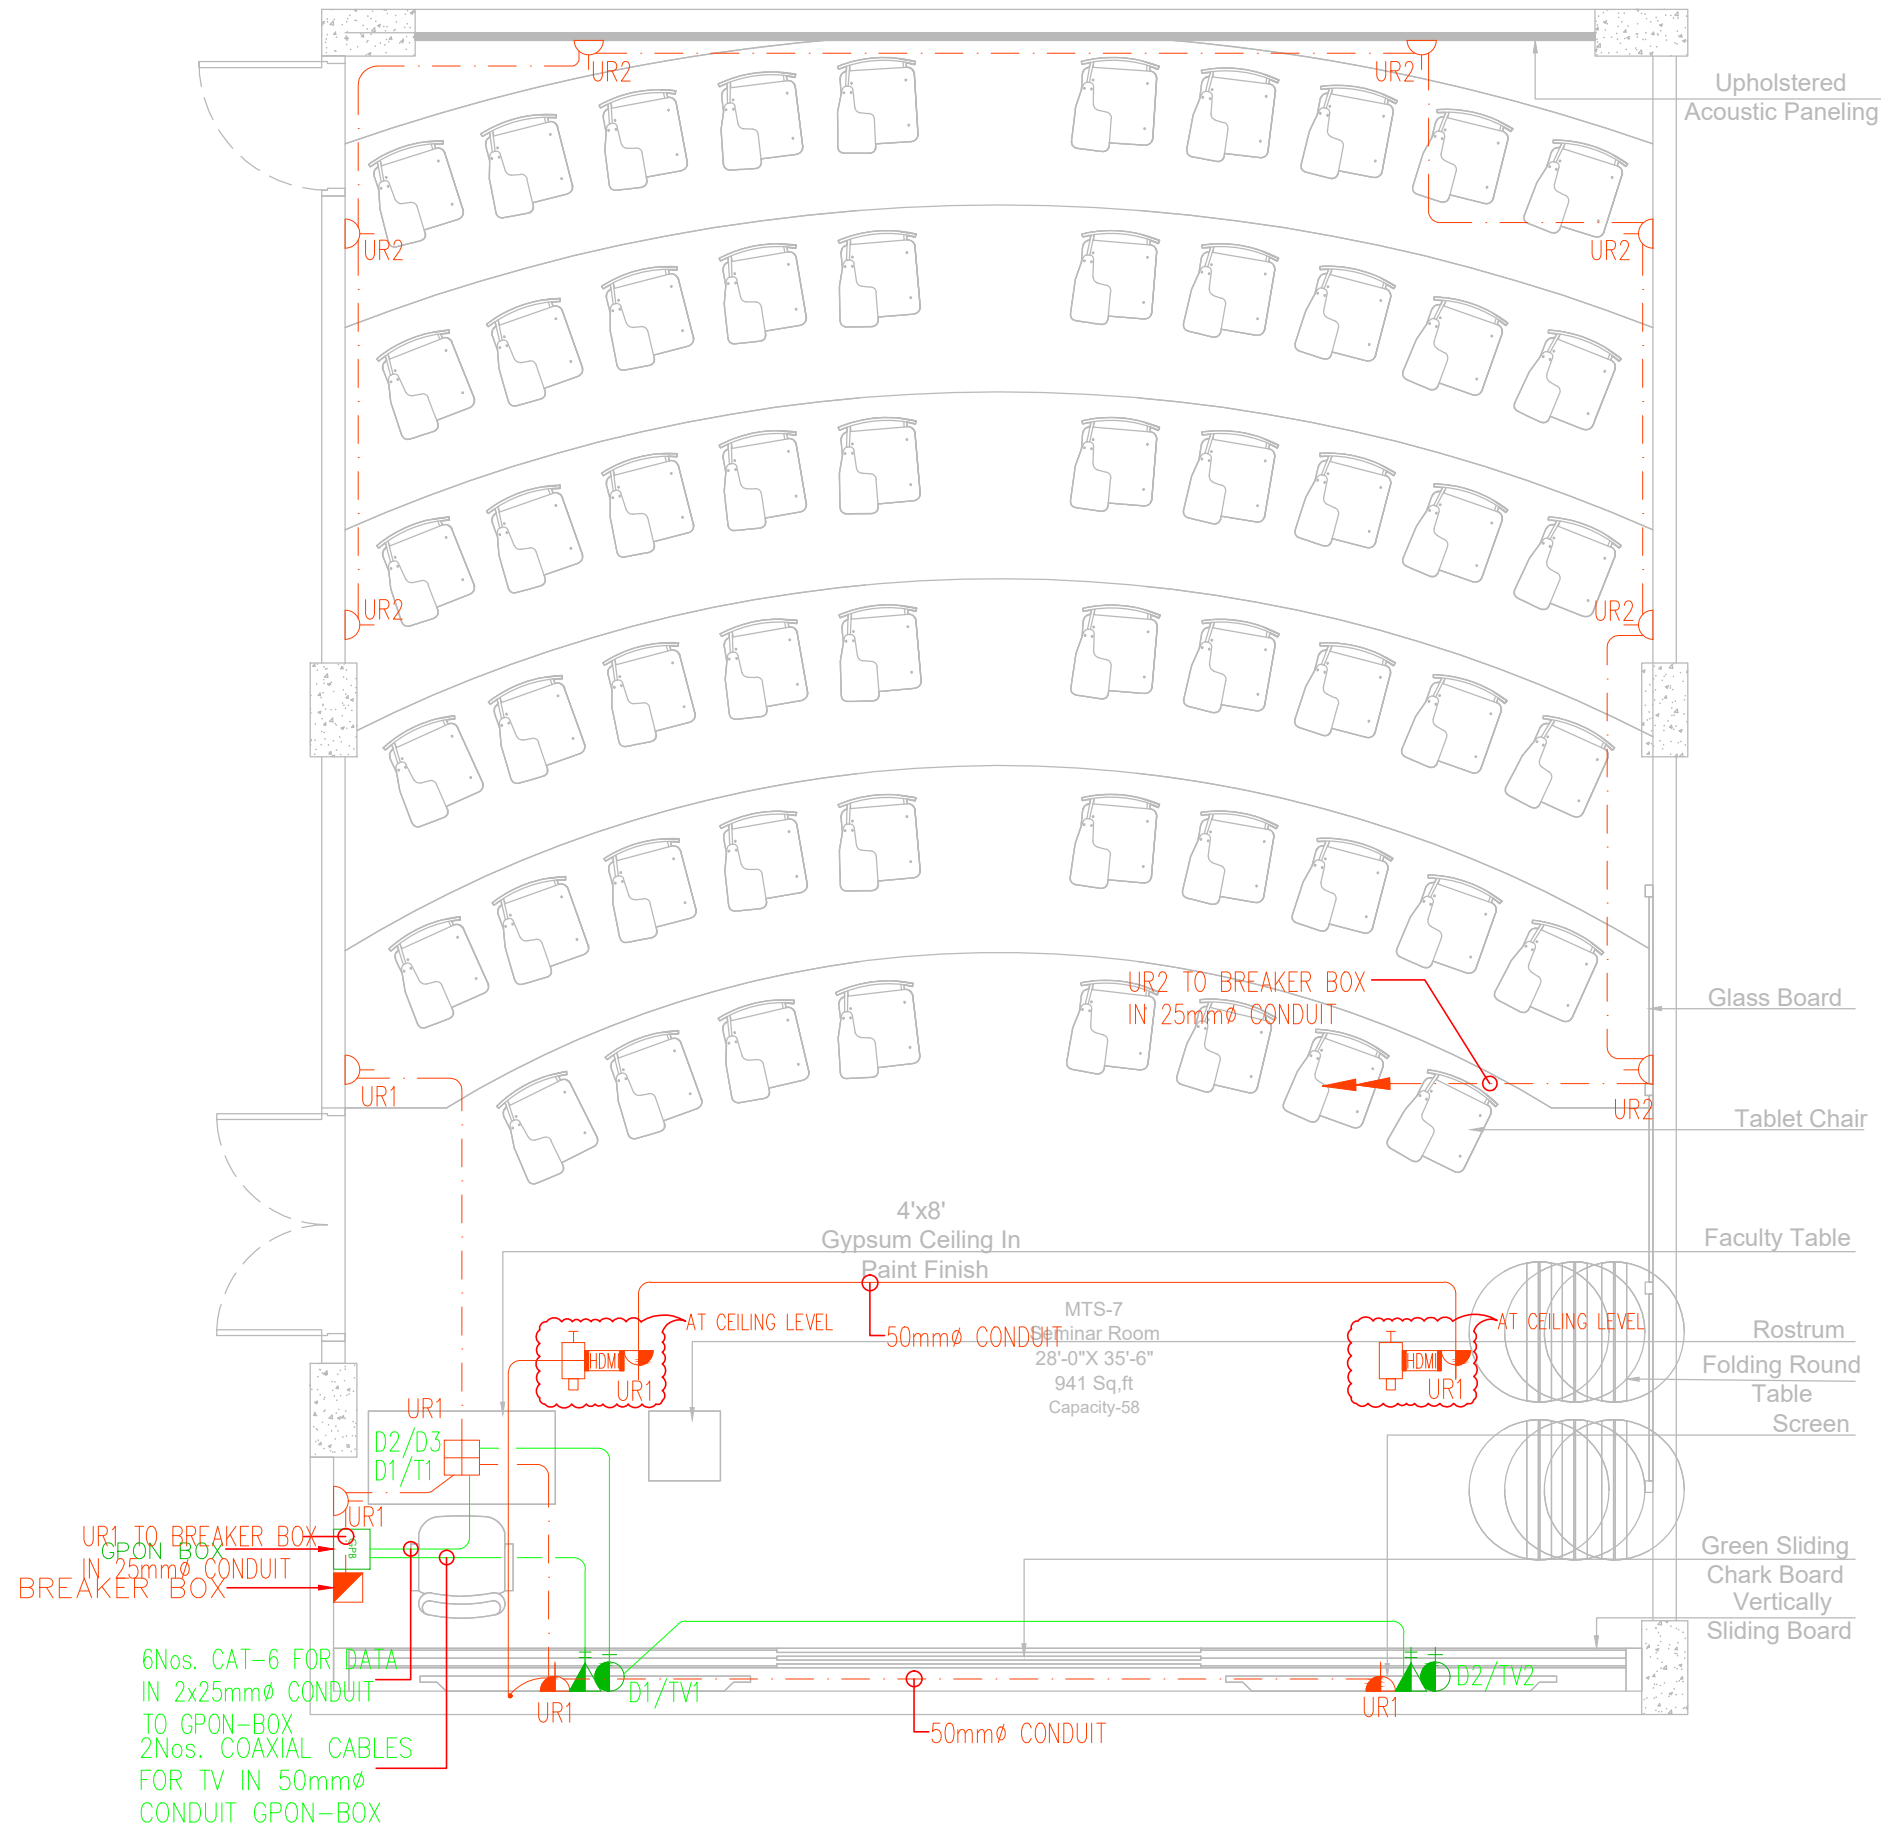 UR2
UR2
Upholstered
Acoustic Paneling
UR2
UR2
UR2
UR2
UR2 TO BREAKER BOX
IN 25mmø CONDUIT
Glass Board
UR1
UR2
Tablet Chair
4'x8'
Gypsum Ceiling In
Paint Finish
Faculty Table
MTS-7
Seminar Room
28'-0"X 35'-6"
941 Sq,ft
Capacity-58
AT CEILING LEVEL
50mmø CONDUIT
AT CEILING LEVEL
Rostrum
HDMI
UR1
HDMI
UR1
Folding Round
Table
Screen
UR1
D2/D3
D1/T1
UR1
UR1 TO BREAKER BOX
IN 25mmø CONDUIT
GPON BOX
GPB
BREAKER BOX
Green Sliding
Chark Board
Vertically
Sliding Board
6Nos. CAT-6 FOR DATA
IN 2x25mmø CONDUIT
TO GPON-BOX
2Nos. COAXIAL CABLES
FOR TV IN 50mmø
CONDUIT GPON-BOX
UR1
D1/TV1
50mmø CONDUIT
UR1
D2/TV2